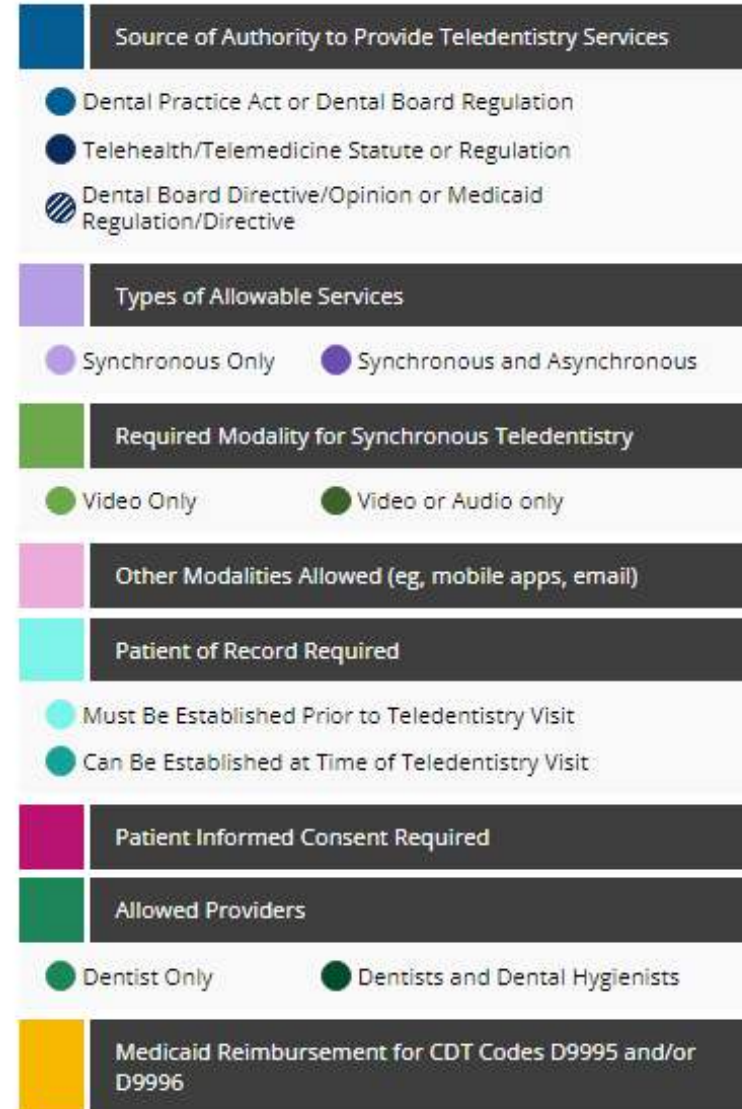 Source of Authority to Provide Teledentistry Services
Dental Practice Act or Dental Board Regulation
Telehealth/Telemedicine Statute or Regulation
Dental Board Directive/Opinion or Medicaid
Regulation/Directive
Types of Allowable Services
Synchronous Only Synchronous and Asynchronous
Required Modality for Synchronous Teledentistry
Video Only Video or Audio only
Other Modalities Allowed (eg, mobile apps, email)
Patient of Record Required
Must Be Established Prior to Teledentistry Visit
Can Be Established at Time of Teledentistry Visit
Patient Informed Consent Required
Allowed Providers
Dentist Only Dentists and Dental Hygienists
Medicaid Reimbursement for CDT Codes D9995 and/or
D9996